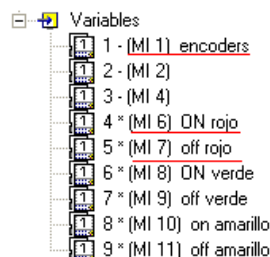 Variables
1 - (MI 1) encoders
2 - (MI 2)
3 - (MI 4)
4 * (MI 6) ON rojo
5 * (MI 7) off rojo
6 * (MI 8) ON verde
7 * (MI 9) off verde
8 * (MI 10) on amarillo
9 * (MI 11) off amarillo